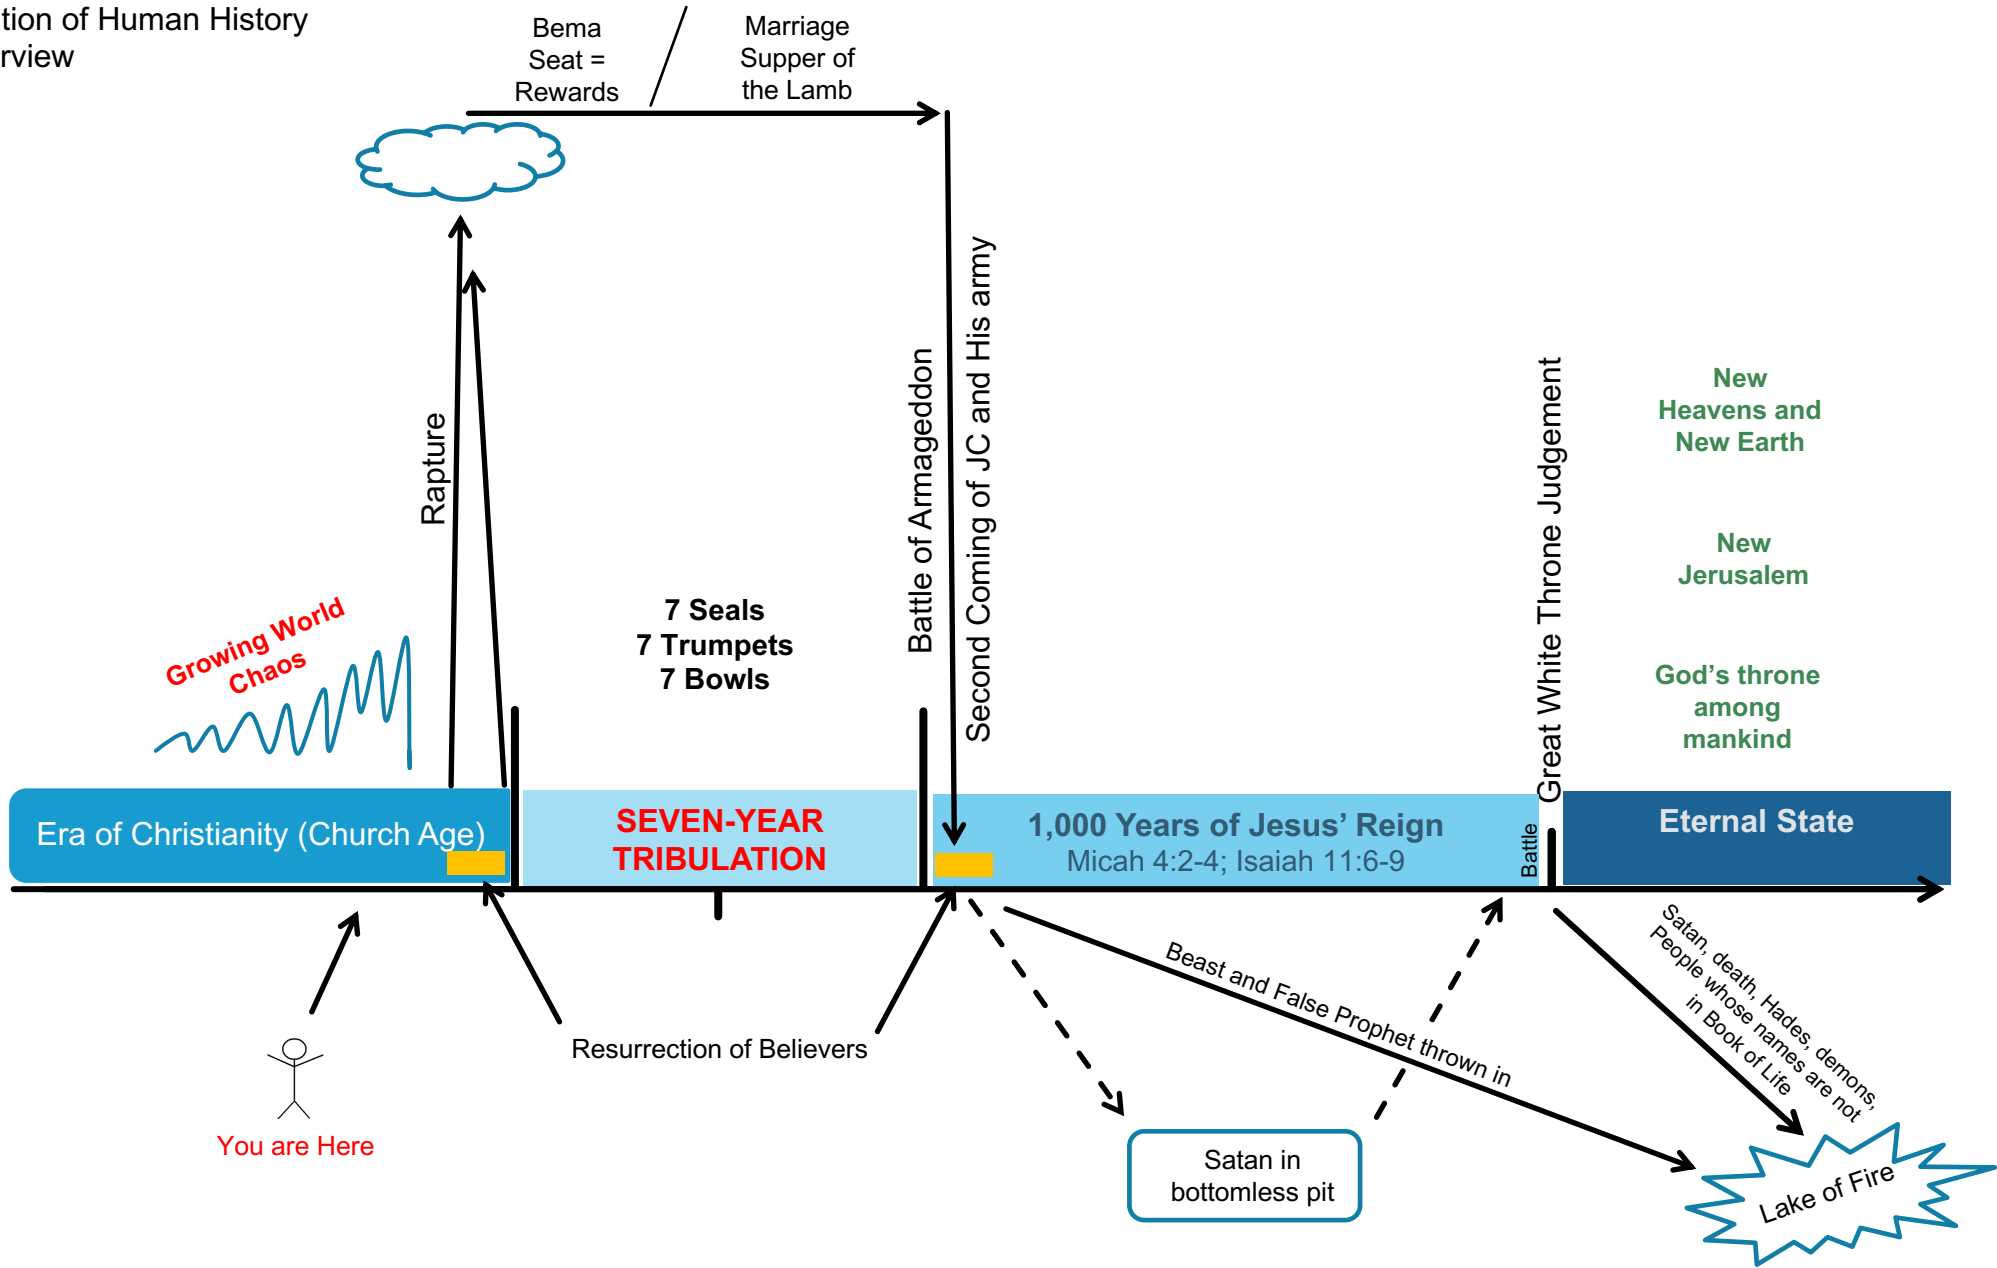 tion of Human History
rview
Bema
Seat =
Rewards
Marriage
Supper of
the Lamb
Rapture
Battle of Armageddon
Second Coming of JC and His army
Great White Throne Judgement
New
Heavens and
New Earth
New
Jerusalem
God’s throne
among
mankind
Growing World
Chaos
7 Seals
7 Trumpets
7 Bowls
Era of Christianity (Church Age)
SEVEN-YEAR
TRIBULATION
1,000 Years of Jesus’ Reign
Micah 4:2-4; Isaiah 11:6-9
Battle
Eternal State
Resurrection of Believers
You are Here
Beast and False Prophet thrown in
Satan, death, Hades, demons,
People whose names are not
in Book of Life
Satan in
bottomless pit
Lake of Fire